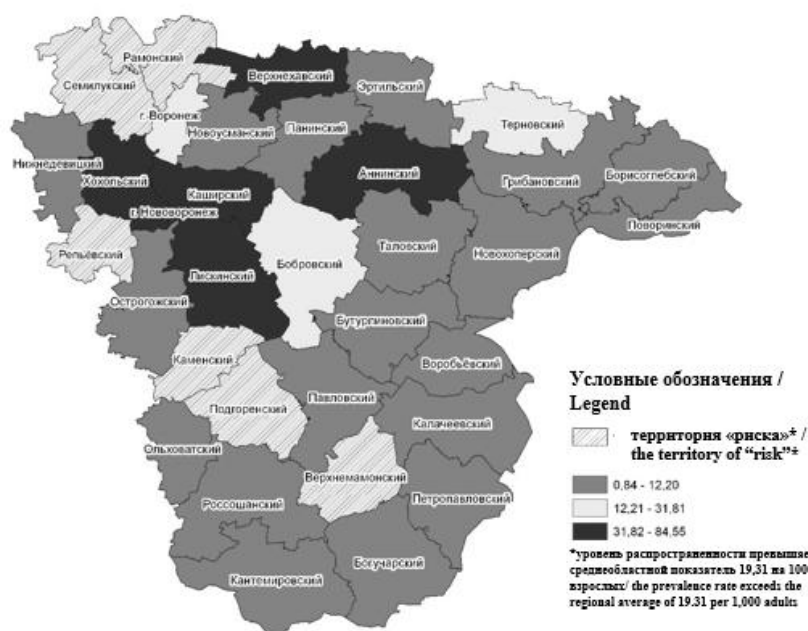 Рамонский
Семилукский
Верхнехавский
Эртильский
г. Воронеж
Новоусманский
Панинский
Терновский
Нижнедевицкий
Хохольский
Каширский
Аннинский
Грибановский
Борисоглебский
г. Нововоронеж
Поворинский
Репьёвский
Лискинский
Бобровский
Таловский
Новохоперский
Острогожский
Бутурлиновский
Каменский
Воробьёвский
Подгоренский
Павловский
Калачеевский
Ольховатский
Верхнемамонский
Россошанский
Петропавловский
Богучарский
Кантемировский
Условные обозначения /
Legend
территория «риска»* /
the territory of “risk”*
0,84 - 12,20
12,21 - 31,81
31,82 - 84,55
*уровень распространенности превышае
среднеобластной показатель 19,31 на 100
взрослых/ the prevalence rate exceeds the
regional average of 19.31 per 1,000 adults